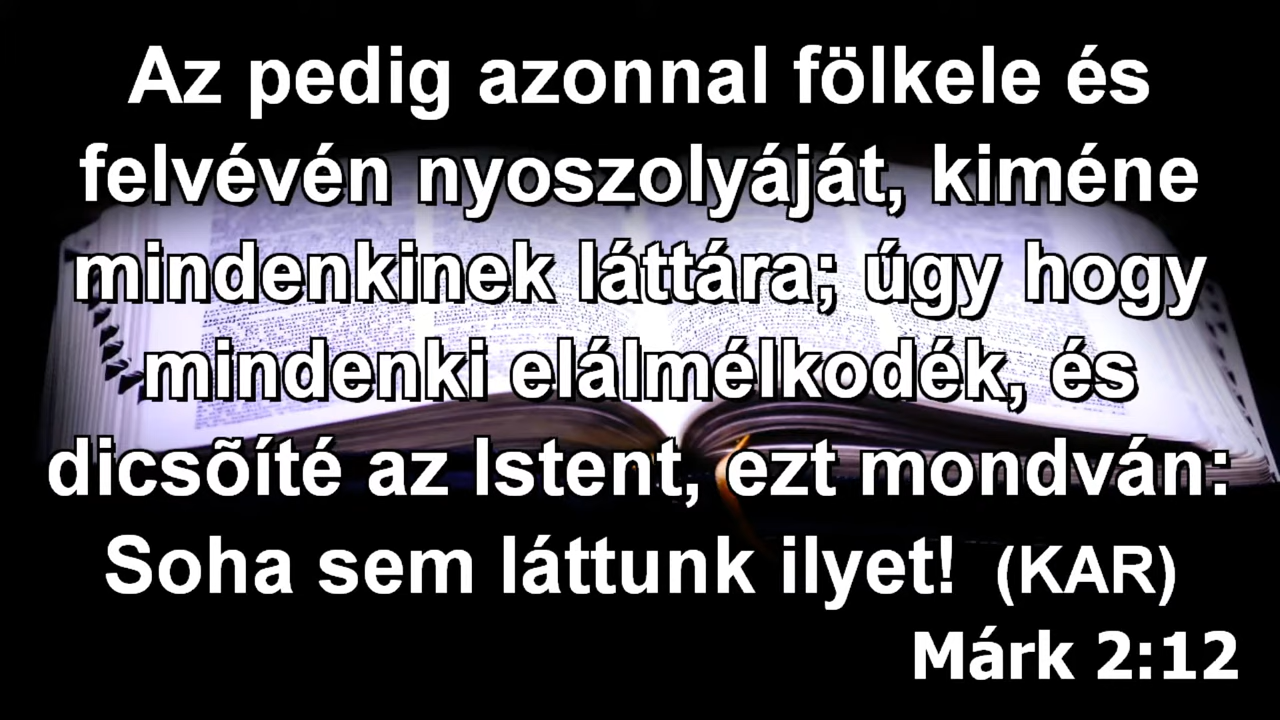 Az pedig azonnal fölkele és
felvévén nyoszolyáját, kiméne
mindenkinek láttára; úgy hogy
mindenki elálmélkodék, és
dicsõíté az Istent, ezt mondván:
Soha sem láttunk ilyet! (KAR)
Márk 2:12